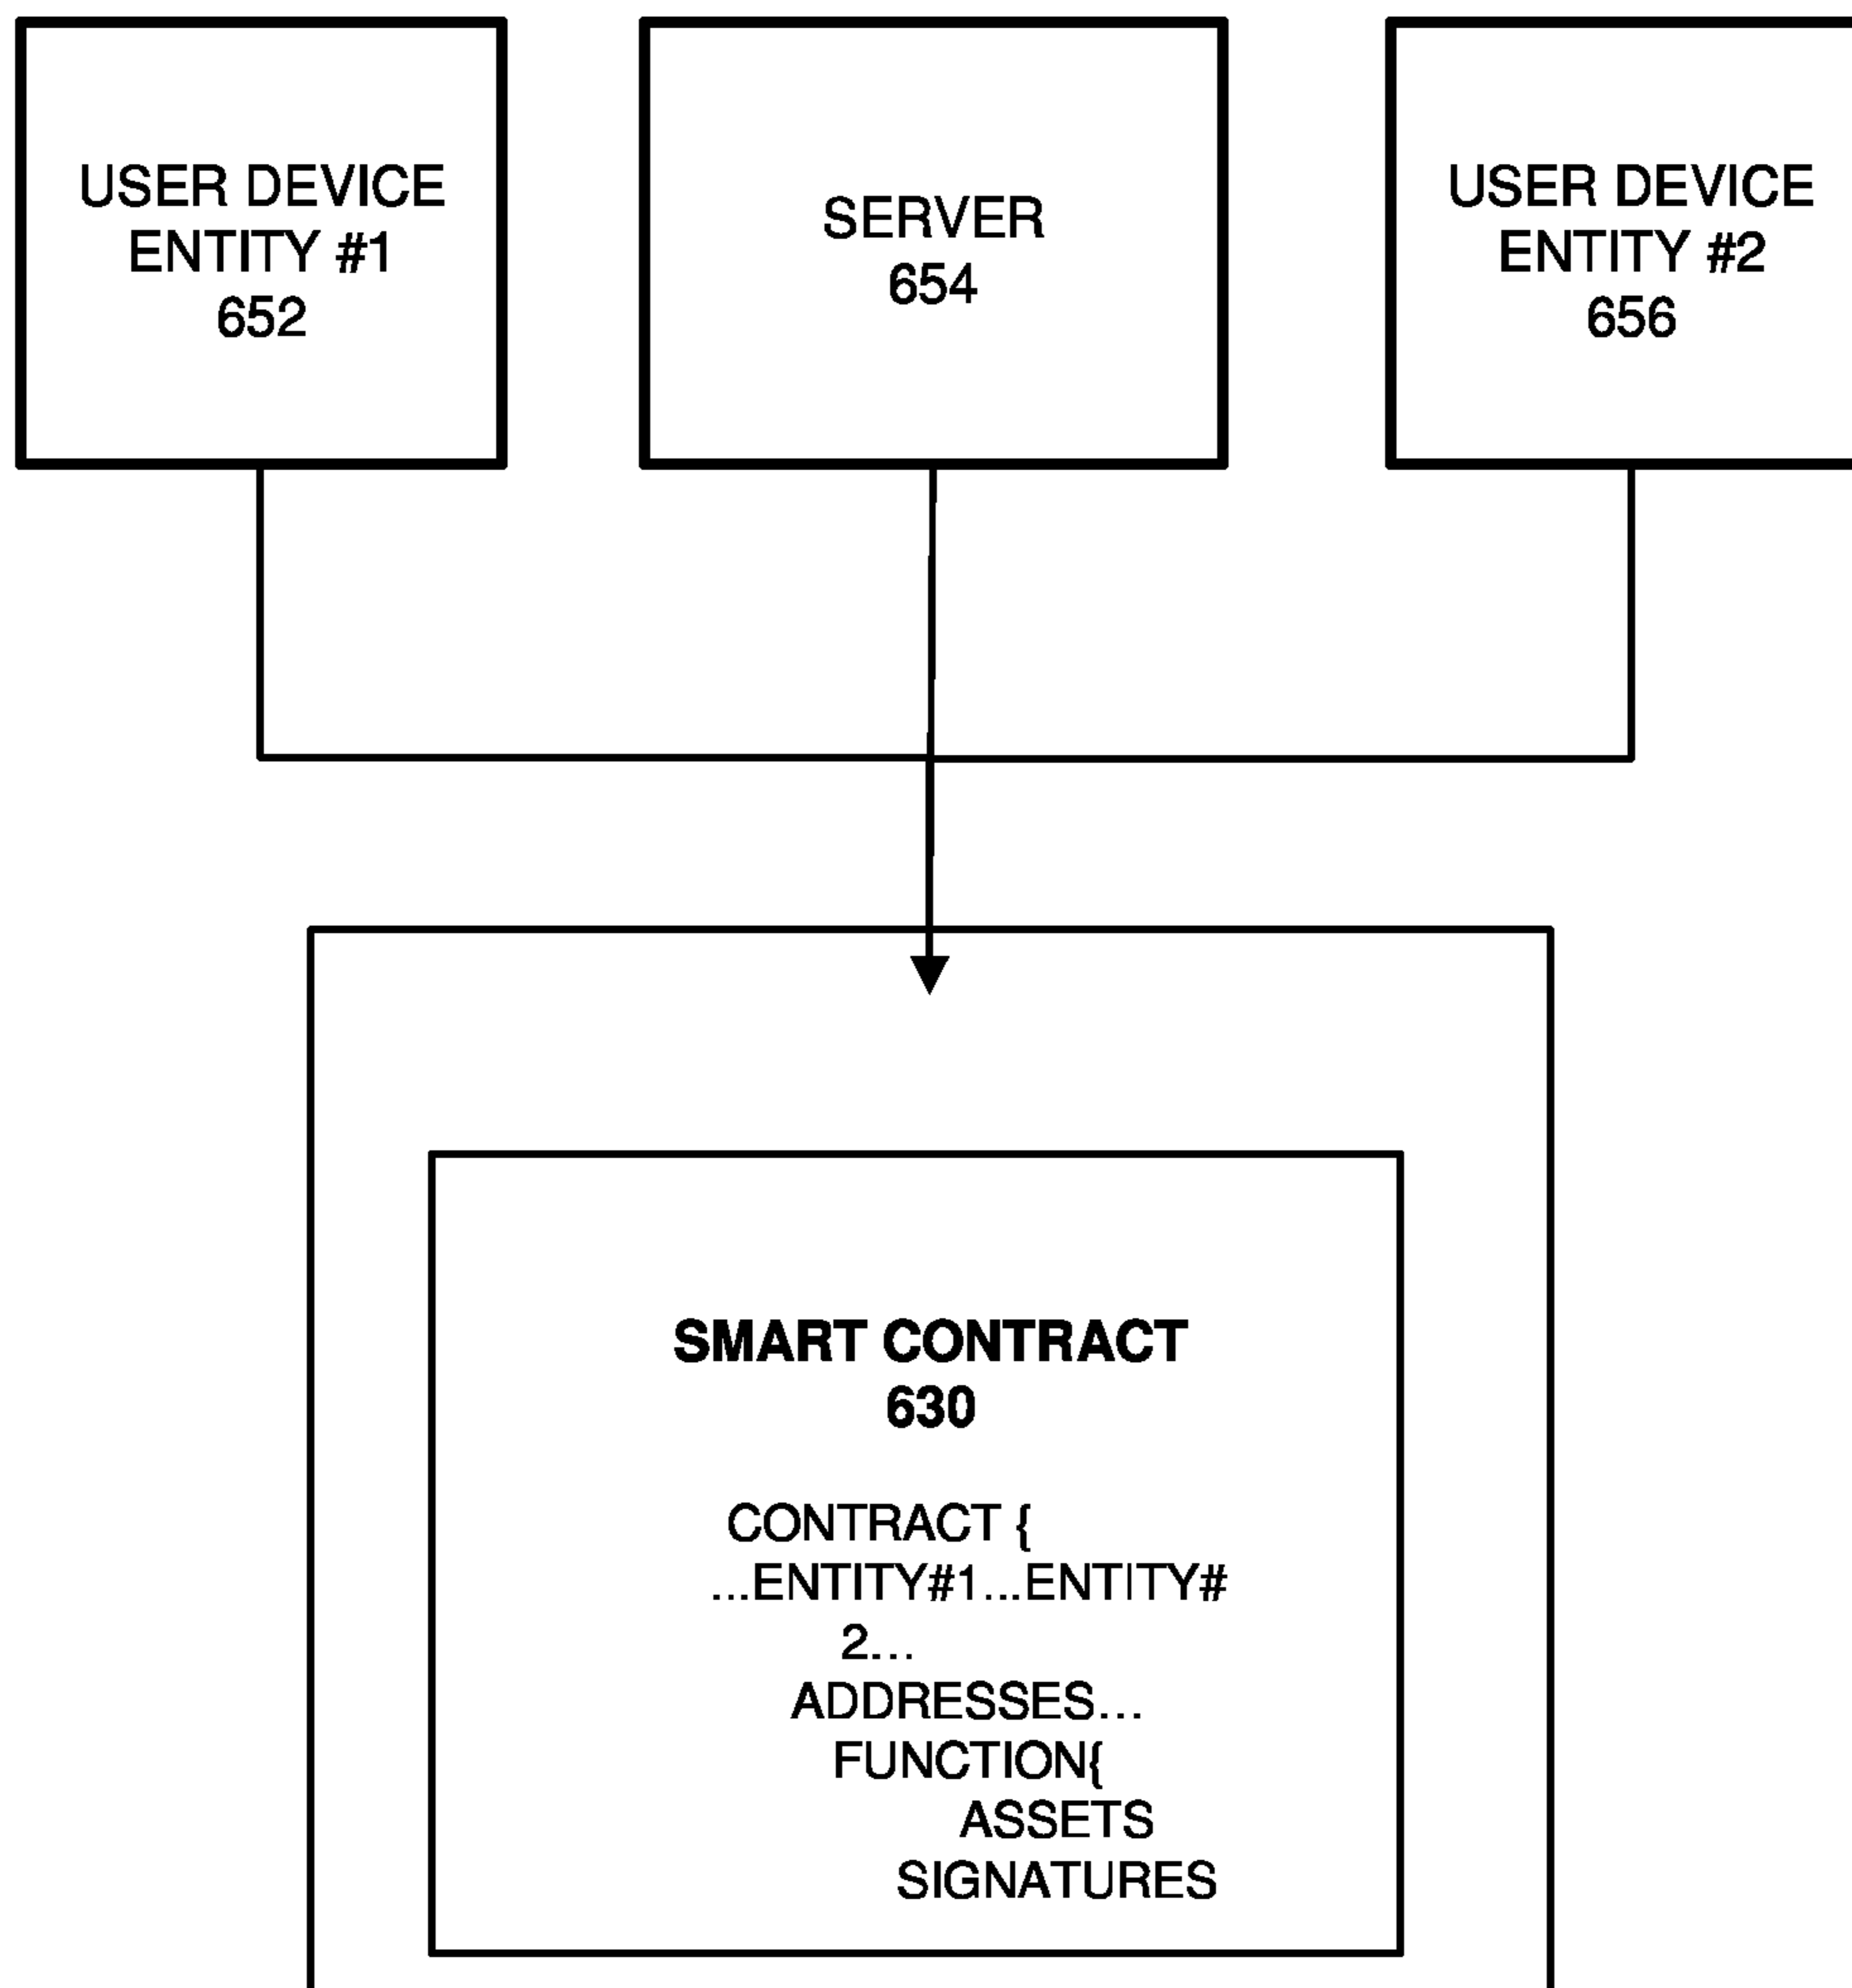 USER DEVICE
ENTITY #1
652
SERVER
654
USER DEVICE
ENTITY #2
656
SMART CONTRACT
630
CONTRACT {
...ENTITY#1...ENTITY#
2...
ADDRESSES...
FUNCTION{
ASSETS
SIGNATURES